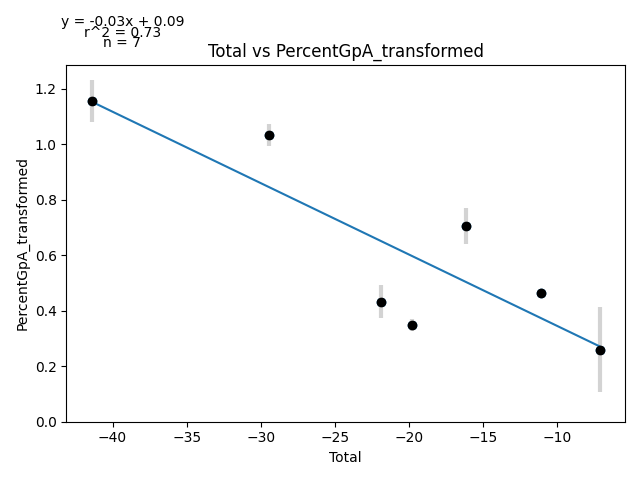 y = -0.03x + 0.09
r^2 = 0.73
n = 7
Total vs PercentGpA_transformed
PercentGpA_transformed
1.2
1.0
0.8
0.6
0.4
0.2
0.0
−40 −35 −30 −25 −20 −15 −10
Total